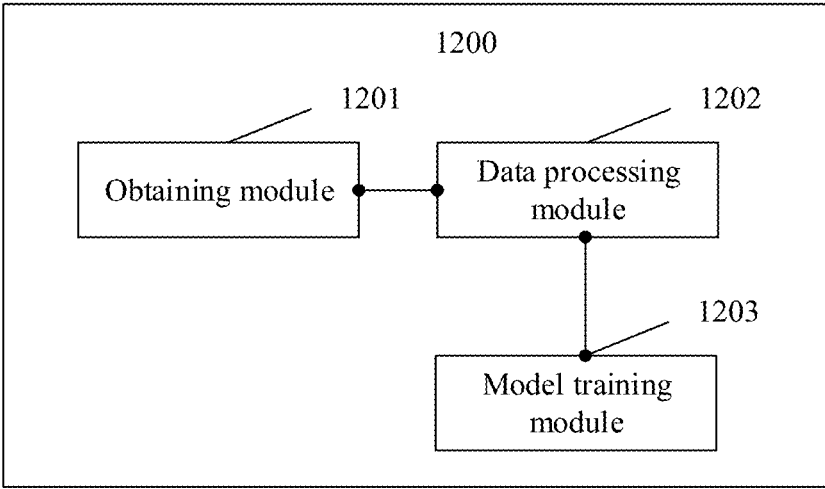 1200
1201
1202
Obtaining module
Data processing
module
1203
Model training
module